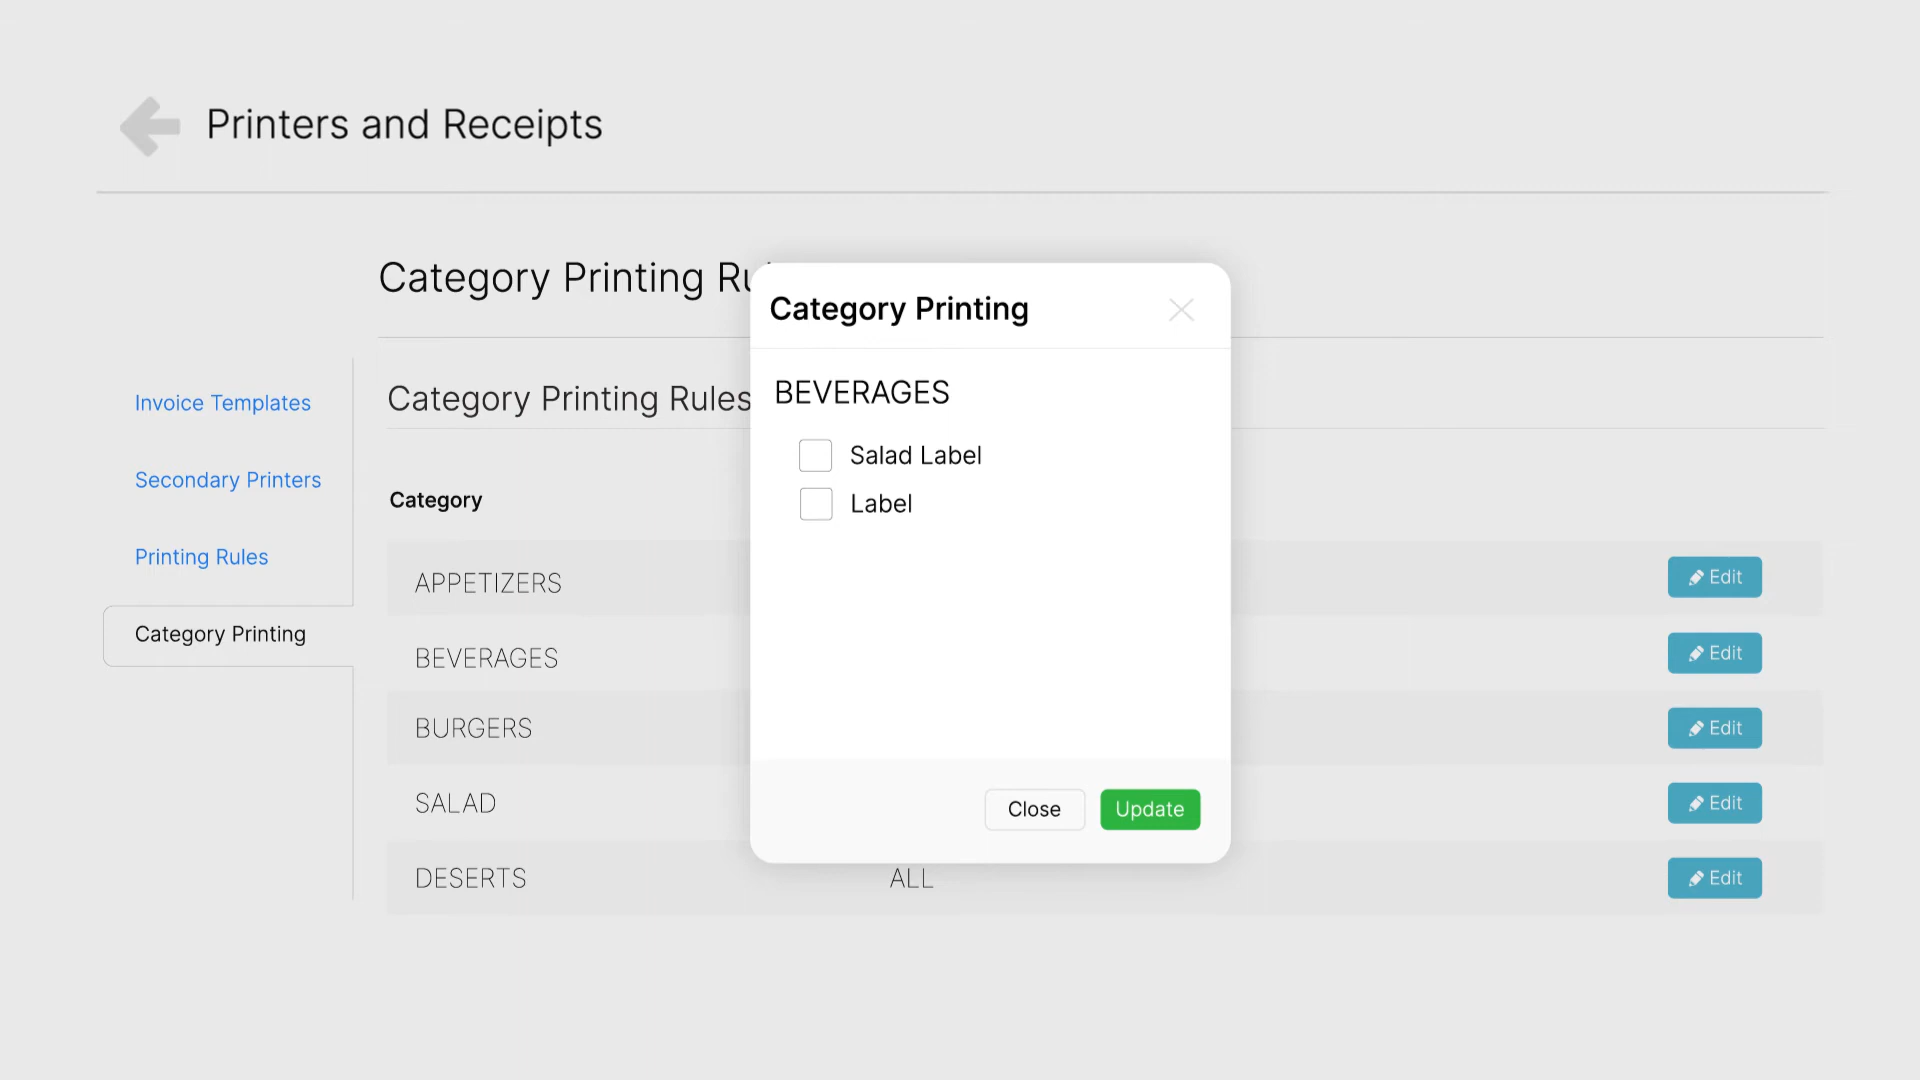 Printers and Receipts
Category Printing Ru
Category Printing
Invoice Templates
Category Printing Rules
BEVERAGES
Salad Label
Secondary Printers
Category
Label
Printing Rules
APPETIZERS
Edit
Category Printing
BEVERAGES
Edit
BURGERS
Edit
SALAD
Edit
Close
Update
DESERTS
ALL
Edit